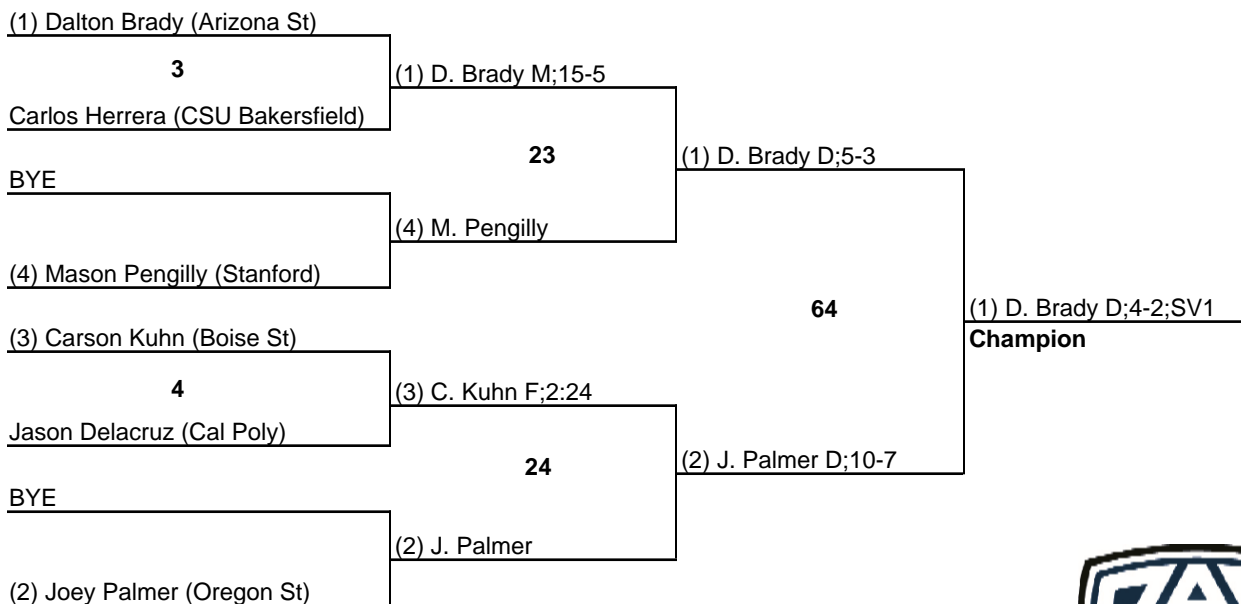 (1) Dalton Brady (Arizona St)
3
(1) D. Brady M;15-5
Carlos Herrera (CSU Bakersfield)
23
(1) D. Brady D;5-3
BYE
(4) M. Pengilly
(4) Mason Pengilly (Stanford)
64
(1) D. Brady D;4-2;SV1
Champion
(3) Carson Kuhn (Boise St)
4
(3) C. Kuhn F;2:24
Jason Delacruz (Cal Poly)
24
(2) J. Palmer D;10-7
BYE
(2) J. Palmer
(2) Joey Palmer (Oregon St)